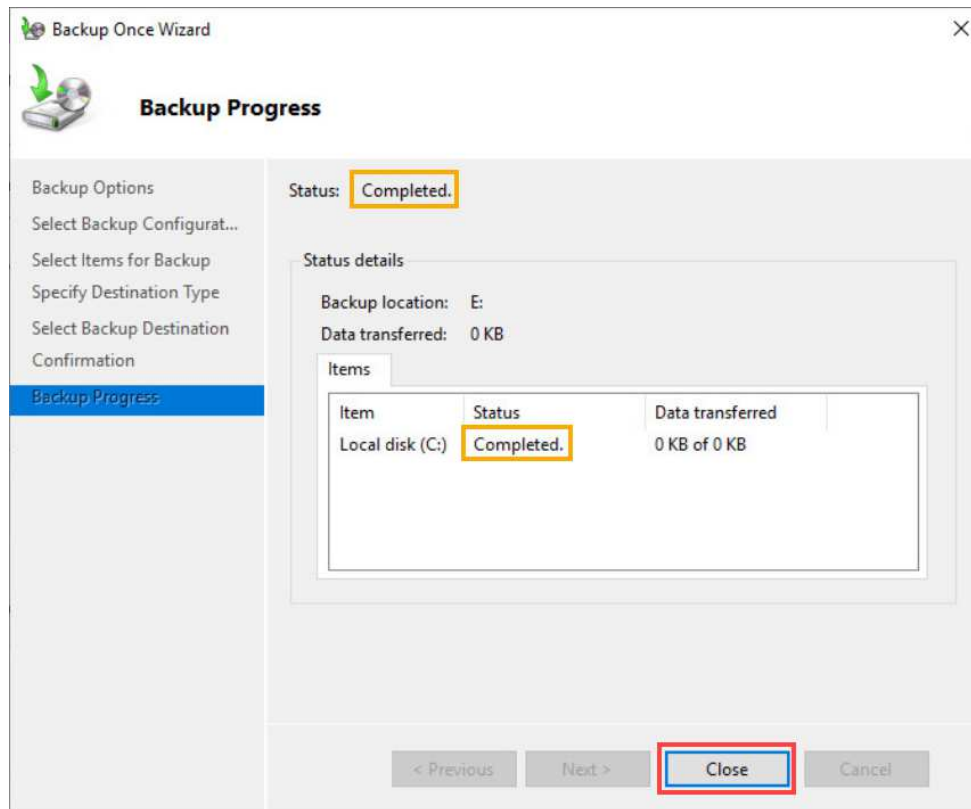 Backup Once Wizard
Backup Progress
Backup Options
Select Backup Configurat...
Select Items for Backup
Specify Destination Type
Select Backup Destination
Confirmation
Backup Progress
Status: Completed.
Status details
Backup location: E:
Data transferred: 0 KB
Items
Item Status Data transferred
Local disk (C:) Completed. 0 KB of 0 KB
< Previous Next > Close Cancel